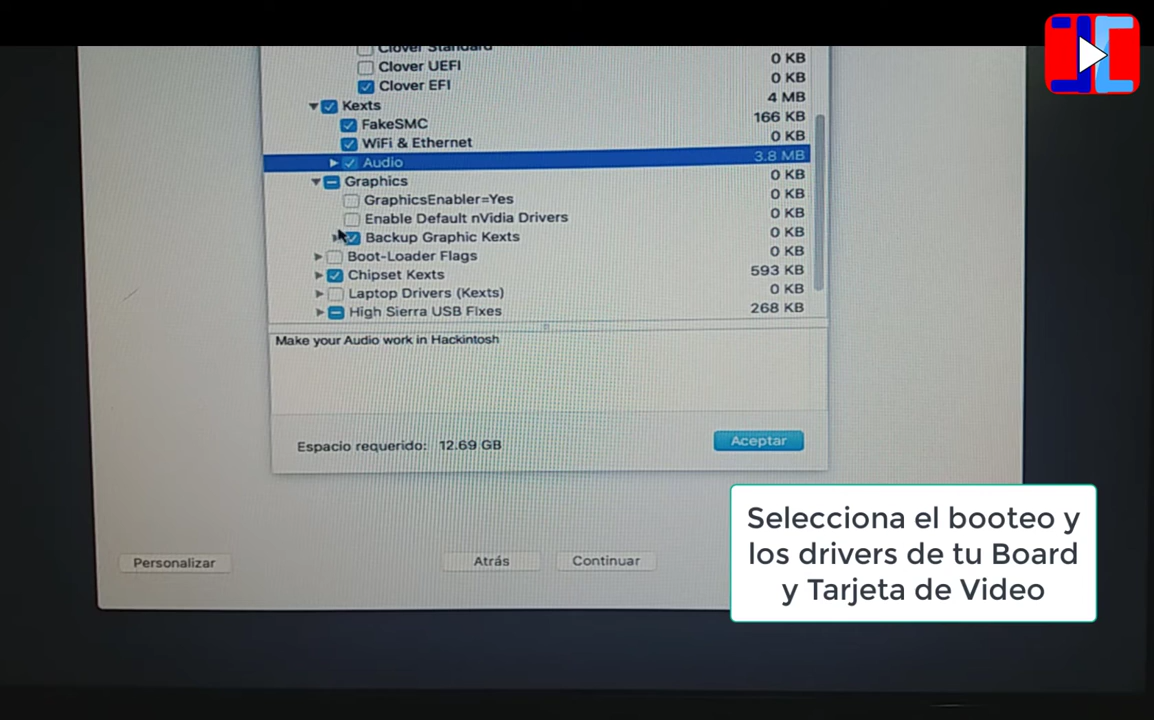 Clover Standard
0 KB
Clover UEFI
0 KB
Clover EFI
4 MB
Kexts
166 KB
FakeSMC
0 KB
WiFi & Ethernet
3.8 MB
Audio
0 KB
Graphics
0 KB
GraphicsEnabler=Yes
0 KB
Enable Default nVidia Drivers
0 KB
Backup Graphic Kexts
0 KB
Boot-Loader Flags
593 KB
Chipset Kexts
0 KB
Laptop Drivers (Kexts)
268 KB
High Sierra USB Fixes
Make your Audio work in Hackintosh
Espacio requerido: 12.69 GB
Aceptar
Selecciona el booteo y
los drivers de tu Board
y Tarjeta de Video
Personalizar
Atrás
Continuar